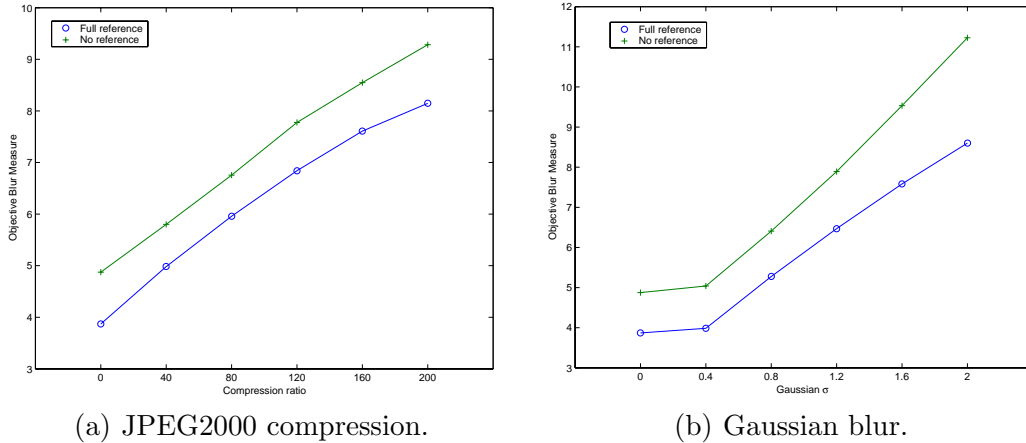 10
9
8
7
6
5
4
3
Objective Blur Measure
Full reference
No reference
0 40 80 120 160 200
Compression ratio
(a) JPEG2000 compression.
12
11
10
9
8
7
6
5
4
3
Objective Blur Measure
Full reference
No reference
0 0.4 0.8 1.2 1.6 2
Gaussian σ
(b) Gaussian blur.